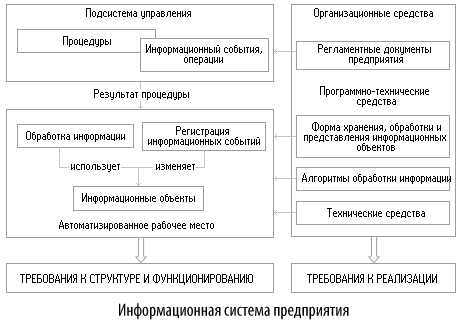 Подсистема управления
Процедуры
Информационный события,
операции
Результат процедуры
Обработка информации
Регистрация
информационных событий
использует
изменяет
Информационные объекты
Автоматизированное рабочее место
ТРЕБОВАНИЯ К СТРУКТУРЕ И ФУНКЦИОНИРОВАНИЮ
Организационные средства
Регламентные документы
предприятия
Программно-технические
средства
Форма хранения, обработки и
представления информационных
объектов
Алгоритмы обработки информации
Технические средства
ТРЕБОВАНИЯ К РЕАЛИЗАЦИИ
Информационная система предприятия